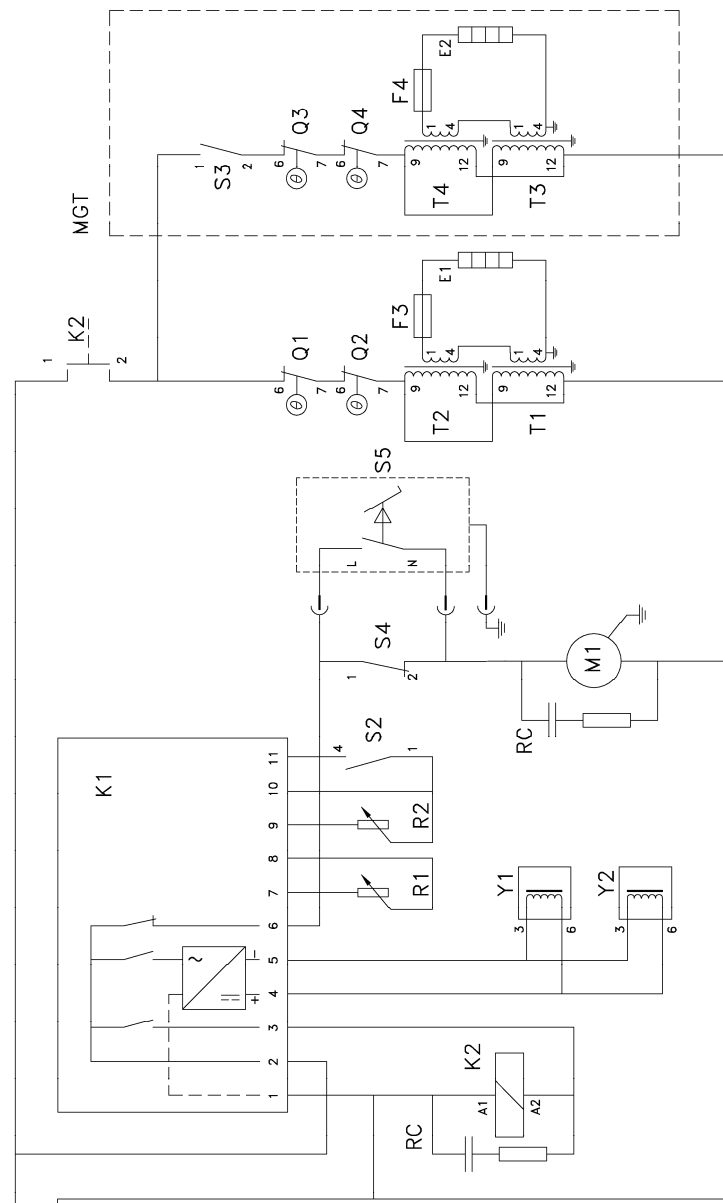 MGT
E2
F4
1 4 1 4
Q3 Q4
1 S3 2
6 θ 7
6 θ 7
9 12 9 12
T4 T3
K2
1 2
E1
F3
1 4 1 4
Q1 Q2
6 θ 7
6 θ 7
9 12 9 12
T2 T1
S5
L N
S4
1 2
M1
RC
K1
S2
4 1
R2
R1
11
10
9
8
7
6
5
4
3
2
1
~
-
+
Y1
3 6
Y2
3 6
K2
A1 A2
RC